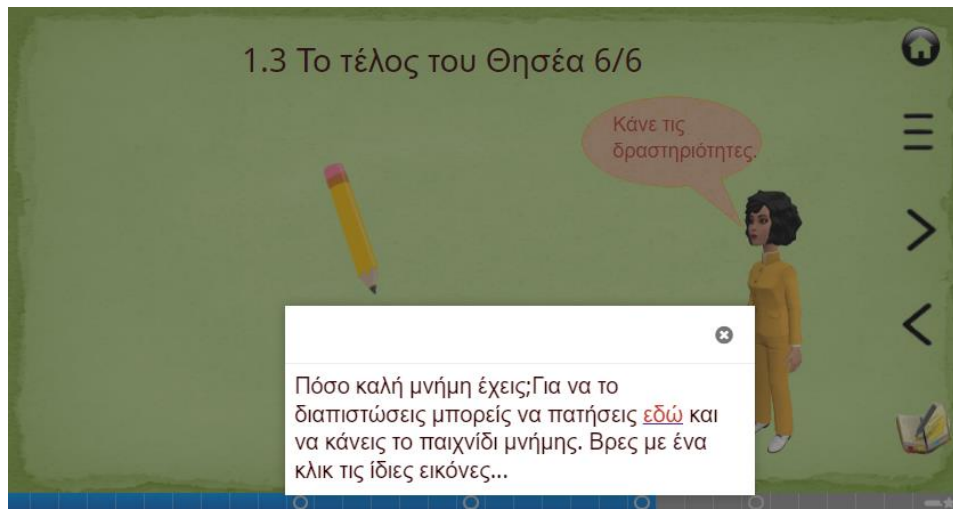 1.3 Το τέλος του Θησέα 6/6
Κάνε τις
δραστηριότητες.
Πόσο καλή μνήμη έχεις;Για να το
διαπιστώσεις μπορείς να πατήσεις εδώ και
να κάνεις το παιχνίδι μνήμης. Βρες με ένα
κλικ τις ίδιες εικόνες...